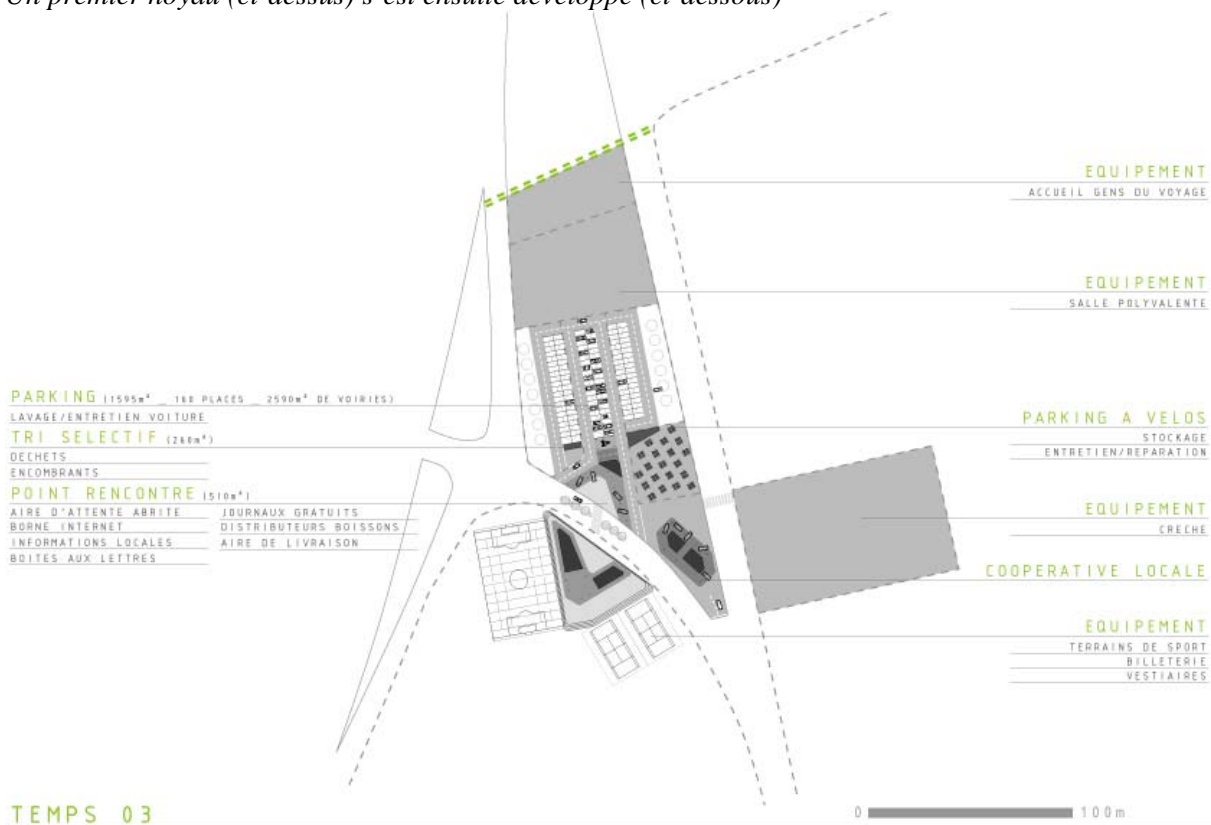 Un premier noyau (ci-dessus) s'est ensuite développé (ci-dessous)
EQUIPEMENT
ACCUEIL GENS DU VOYAGE
EQUIPEMENT
SALLE POLYVALENTE
PARKING (1595m² _ 160 PLACES _ 2590m² DE VOIRIES)
LAVAGE/ENTRETIEN VOITURE
TRI SELECTIF (260m²)
DECHETS
ENCOMBRANTS
POINT RENCONTRE (510m²)
AIRE D'ATTENTE ABRITE JOURNAUX GRATUITS
BORNE INTERNET DISTRIBUTEURS BOISSONS
INFORMATIONS LOCALES AIRE DE LIVRAISON
BOITES AUX LETTRES
PARKING A VELOS
STOCKAGE
ENTRETIEN/REPARATION
EQUIPEMENT
CRECHE
COOPERATIVE LOCALE
EQUIPEMENT
TERRAINS DE SPORT
BILLETERIE
VESTIAIRES
TEMPS 03
0 100m